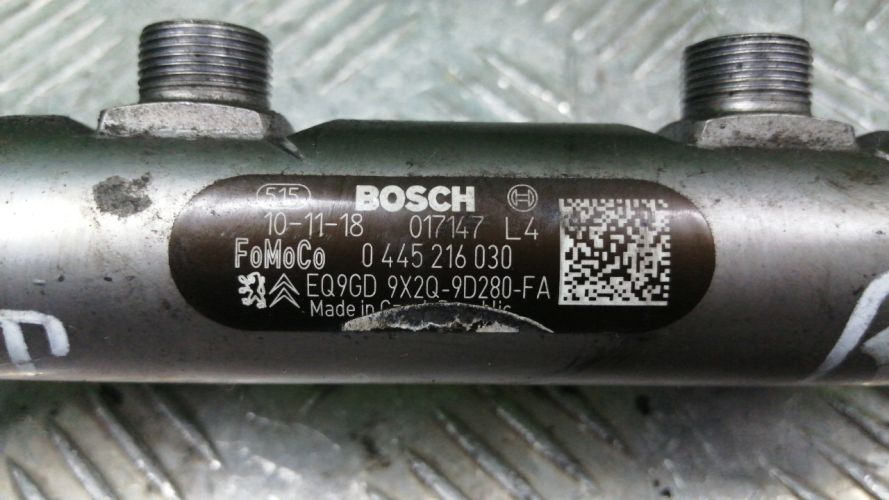 515 BOSCH
10-11-18 017147 L4
FoMoCo 0 445 216 030
EQ9GD 9X2Q-9D280-FA
Made in